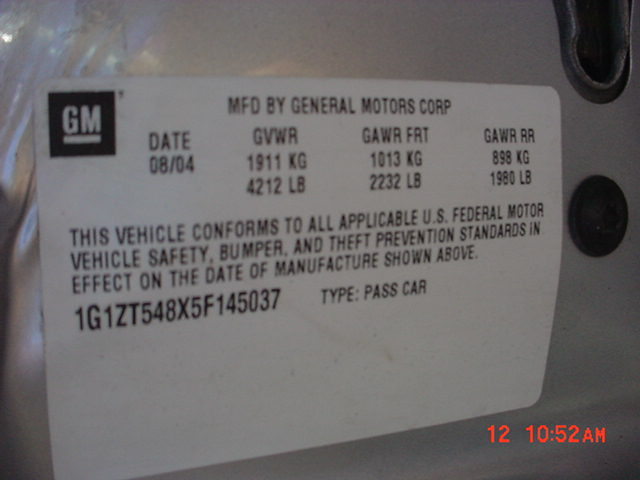 GM
MFD BY GENERAL MOTORS CORP
DATE GVWR GAWR FRT GAWR RR
08/04 1911 KG 1013 KG 898 KG
4212 LB 2232 LB 1980 LB
THIS VEHICLE CONFORMS TO ALL APPLICABLE U.S. FEDERAL MOTOR
VEHICLE SAFETY, BUMPER, AND THEFT PREVENTION STANDARDS IN
EFFECT ON THE DATE OF MANUFACTURE SHOWN ABOVE.
1G1ZT548X5F145037 TYPE: PASS CAR
12 10:52AM